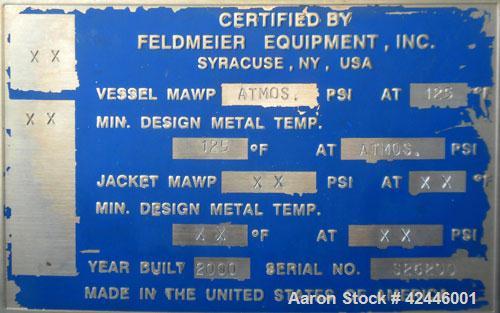 CERTIFIED BY
FELDMEIER EQUIPMENT, INC.
SYRACUSE, NY, USA
X X
VESSEL MAWP ATMOS. PSI AT 125 °F
X X
MIN. DESIGN METAL TEMP.
125 °F AT ATMOS. PSI
JACKET MAWP X X PSI AT X X °F
MIN. DESIGN METAL TEMP.
X X °F AT X X PSI
YEAR BUILT 2000 SERIAL NO.
MADE IN THE UNITED STATES OF AMERICA
Aaron Stock # 42446001